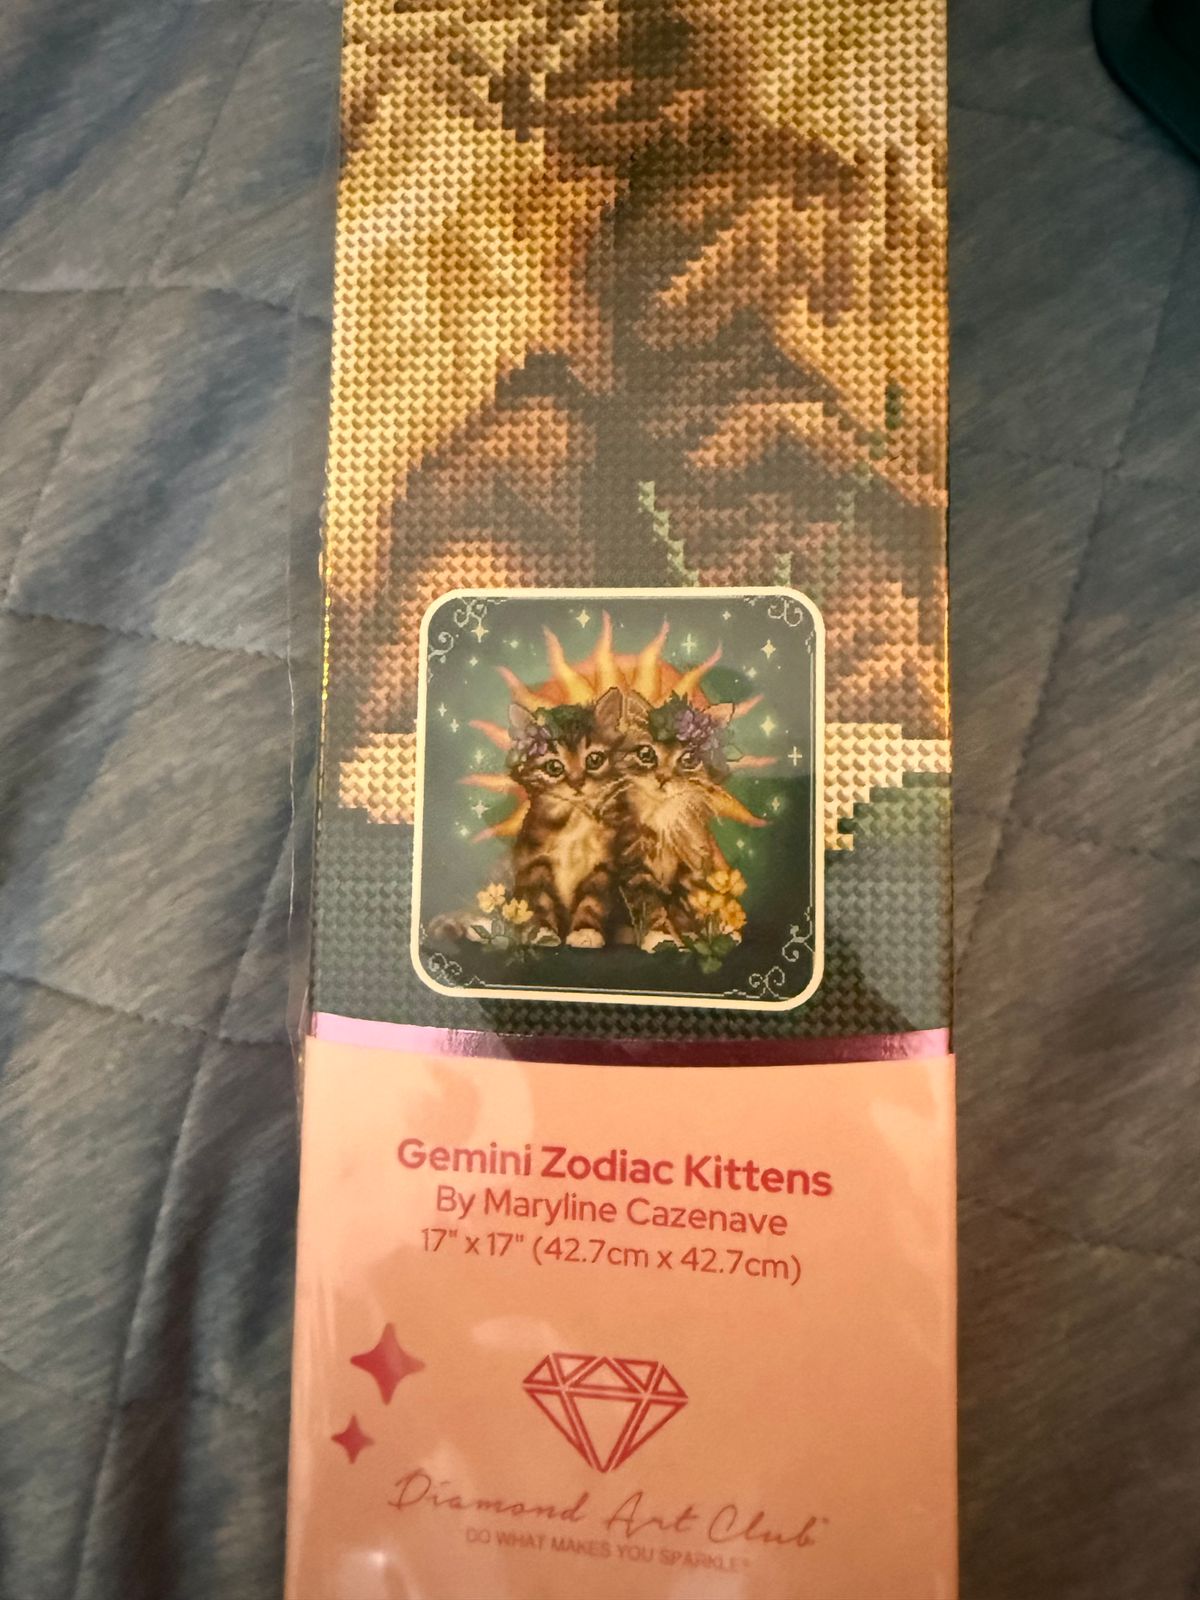 Gemini Zodiac Kittens
By Maryline Cazenave
17" x 17" (42.7cm x 42.7cm)
Diamond Art Club
DO WHAT MAKES YOU SPARKLE®